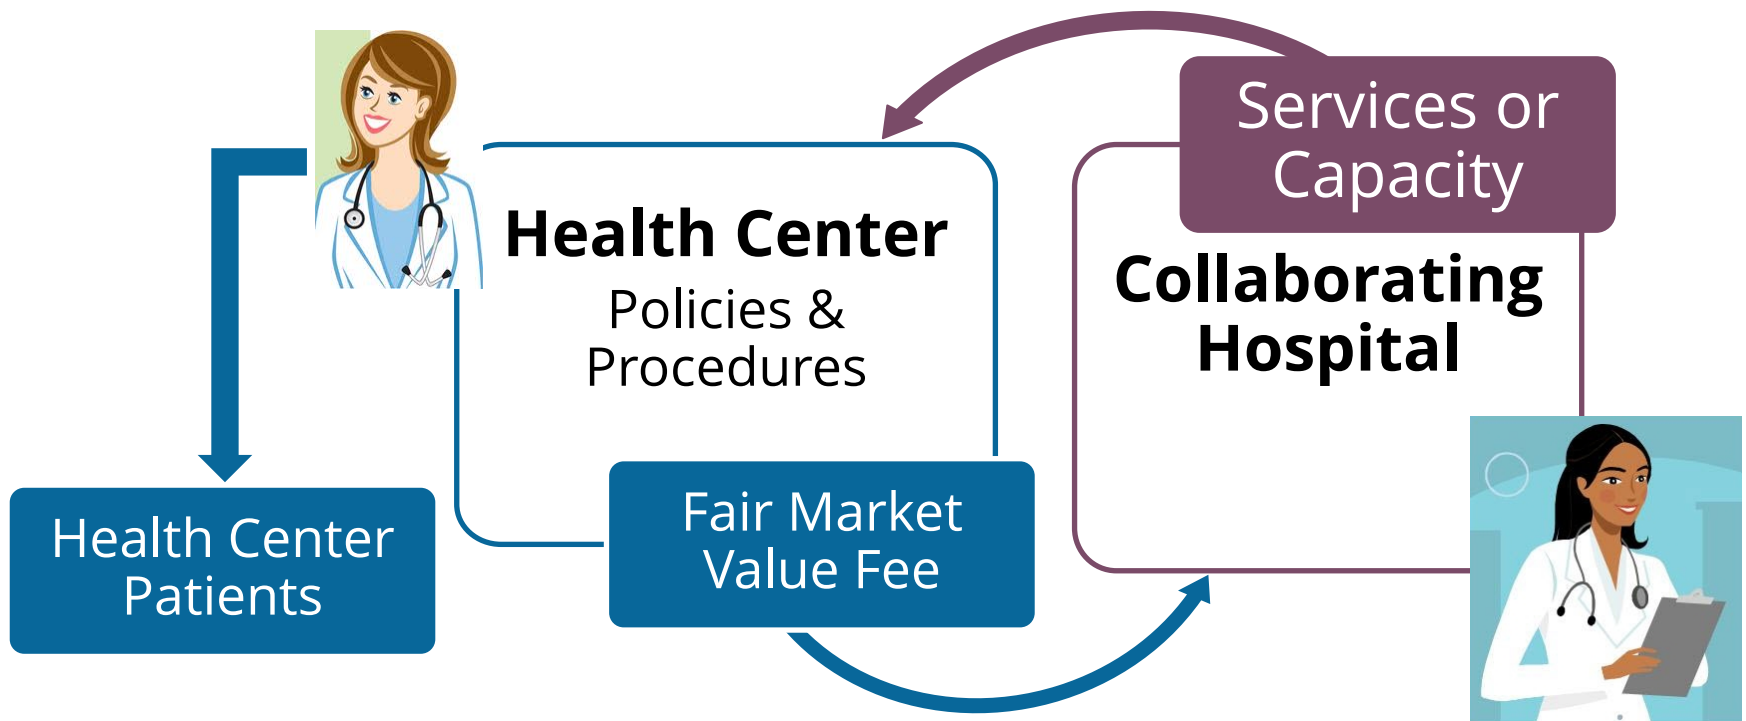 Services or
Capacity
Health Center
Policies &
Procedures
Collaborating
Hospital
Fair Market
Value Fee
Health Center
Patients